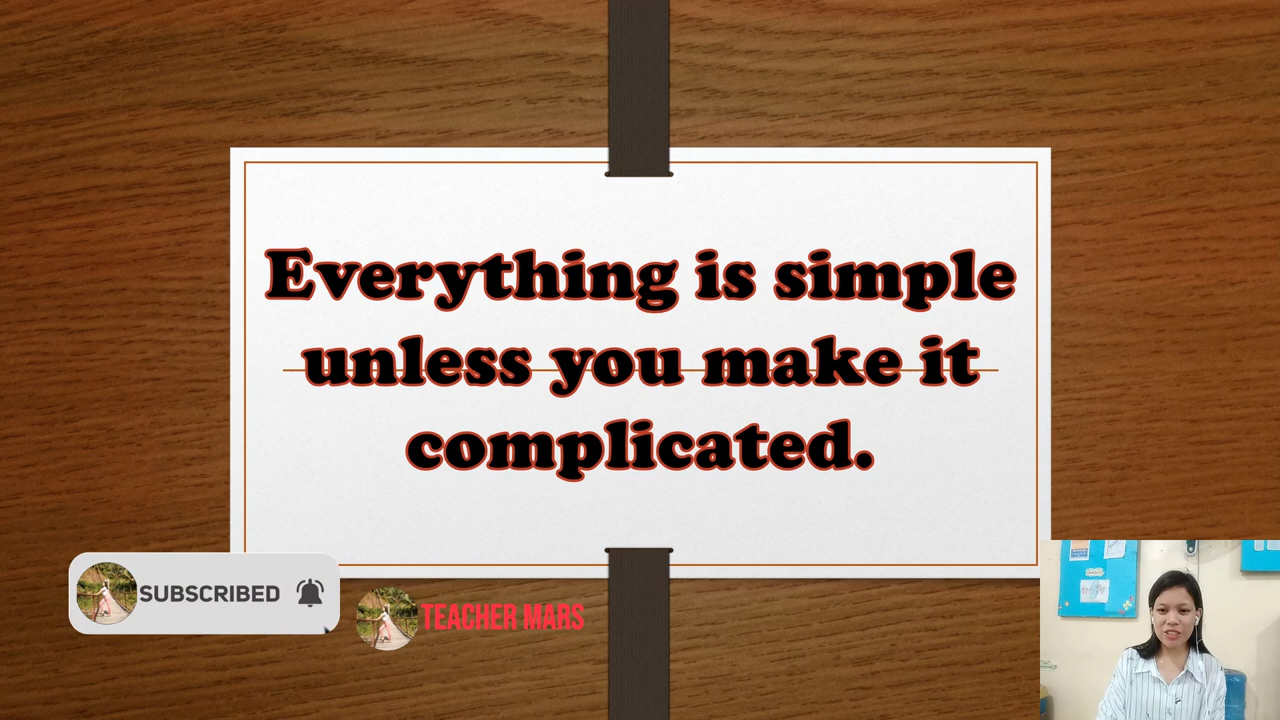 Everything is simple
unless you make it
complicated.
SUBSCRIBED
TEACHER MARS